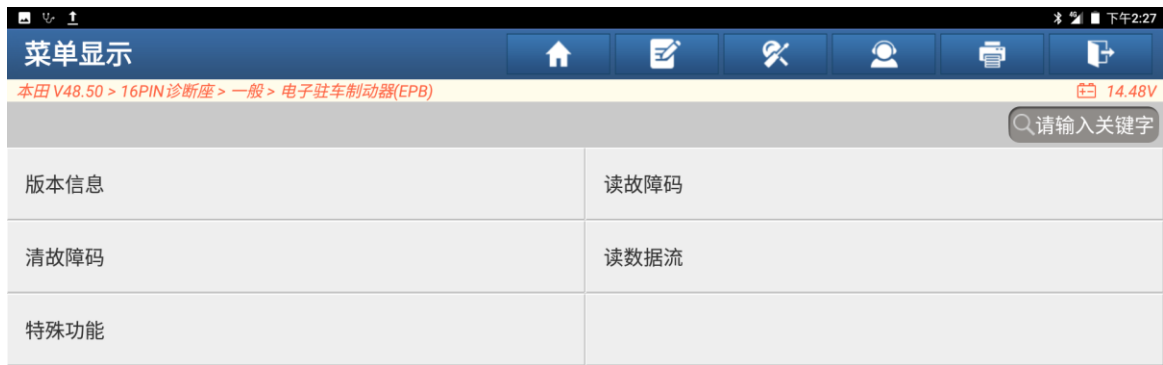 下午2:27
菜单显示
本田 V48.50 > 16PIN诊断座 > 一般 > 电子驻车制动器(EPB) 14.48V
请输入关键字
版本信息 读故障码
清故障码 读数据流
特殊功能